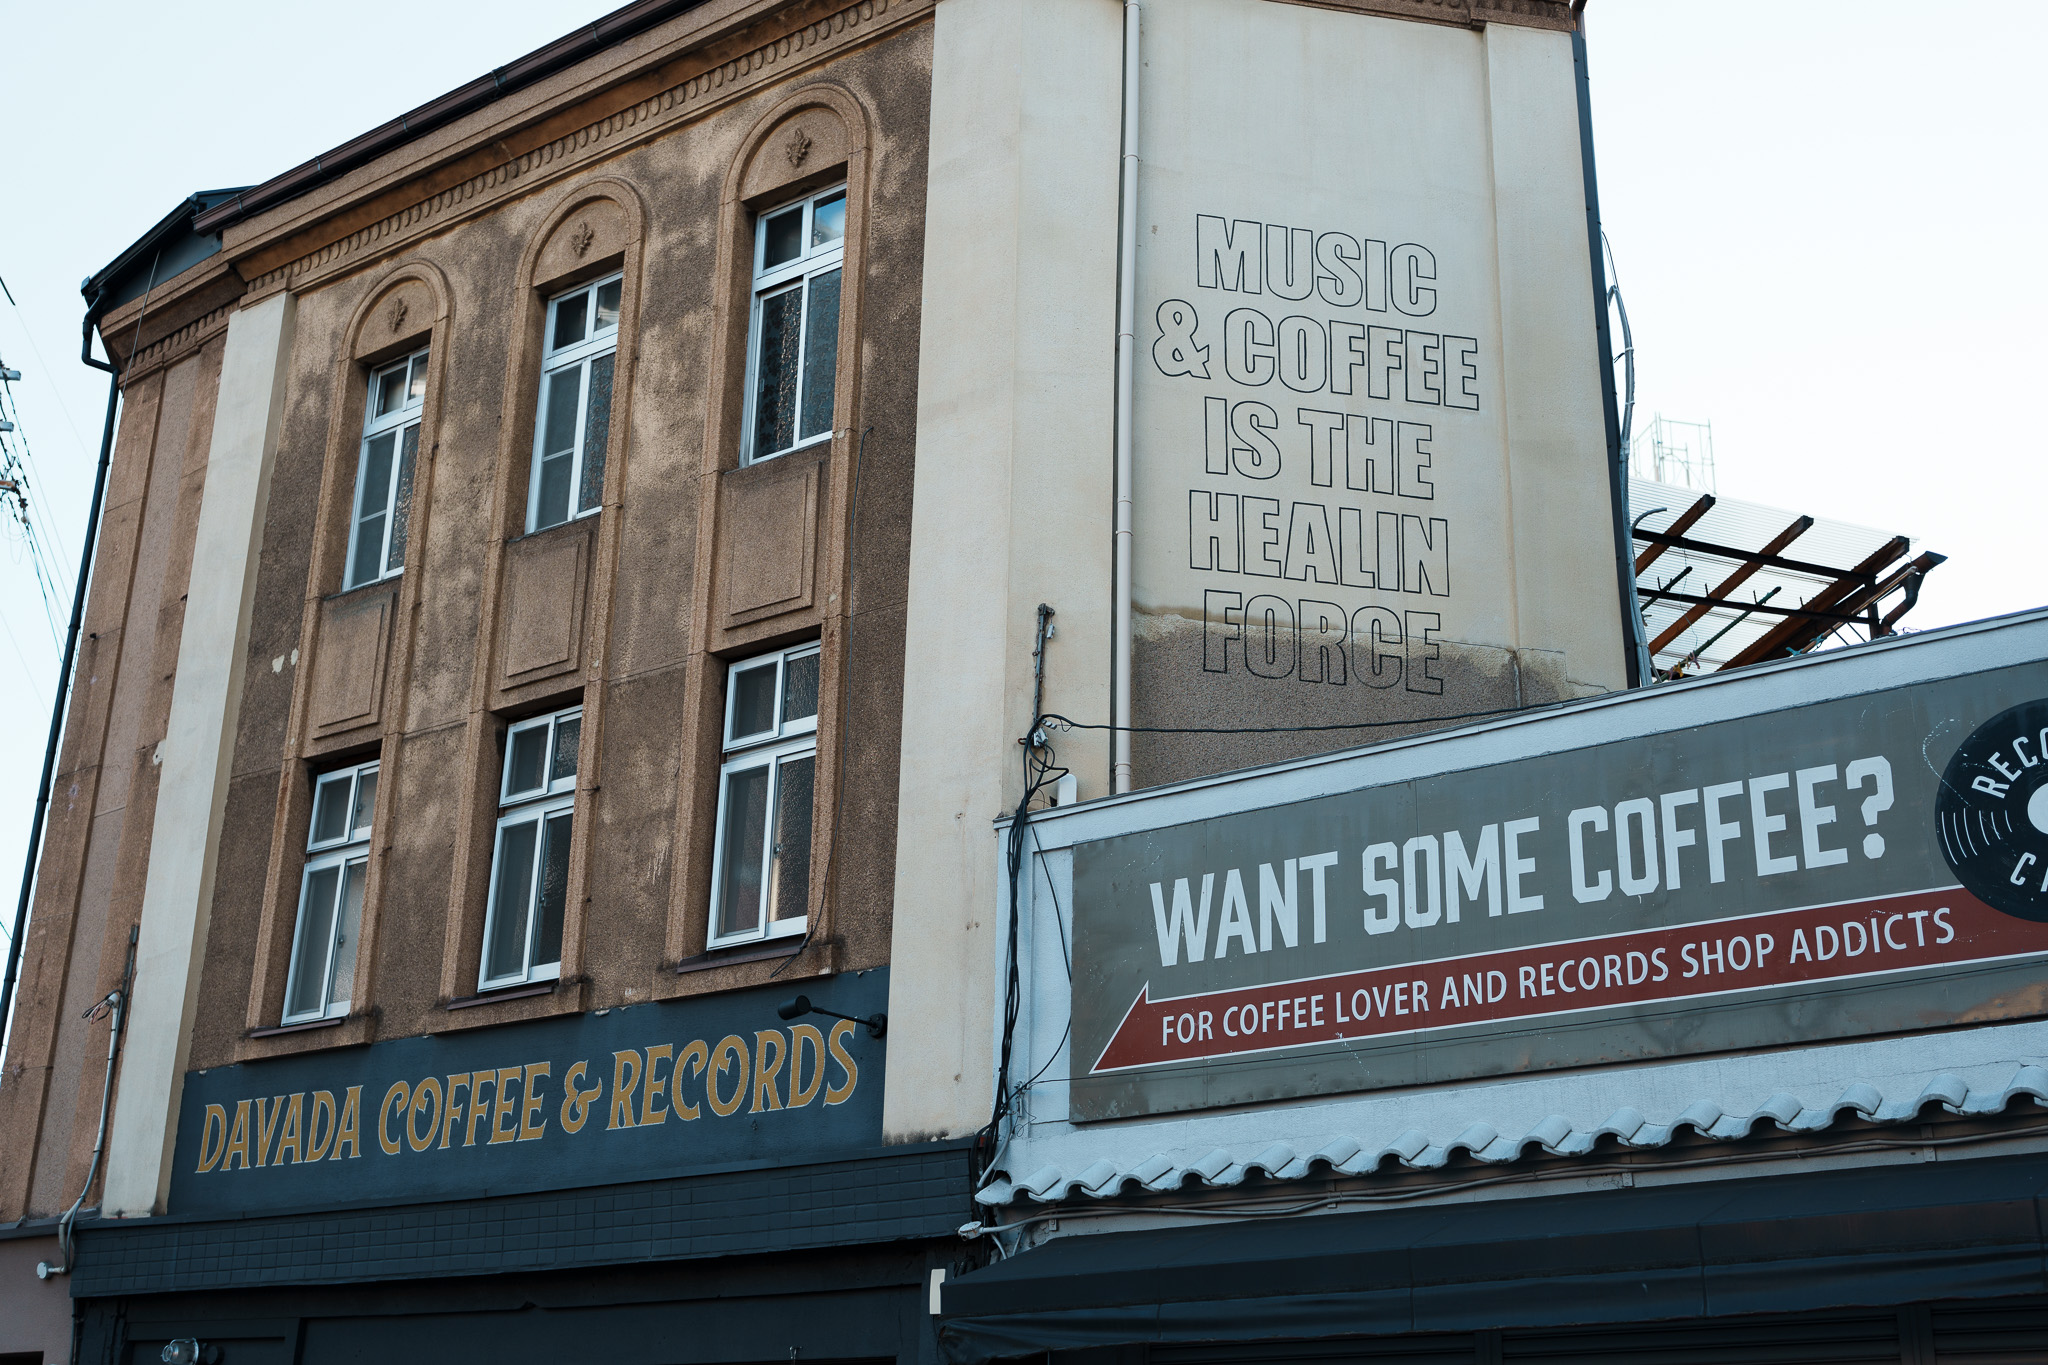 MUSIC
& COFFEE
IS THE
HEALIN
FORCE
DAVADA COFFEE & RECORDS
WANT SOME COFFEE?
FOR COFFEE LOVER AND RECORDS SHOP ADDICTS